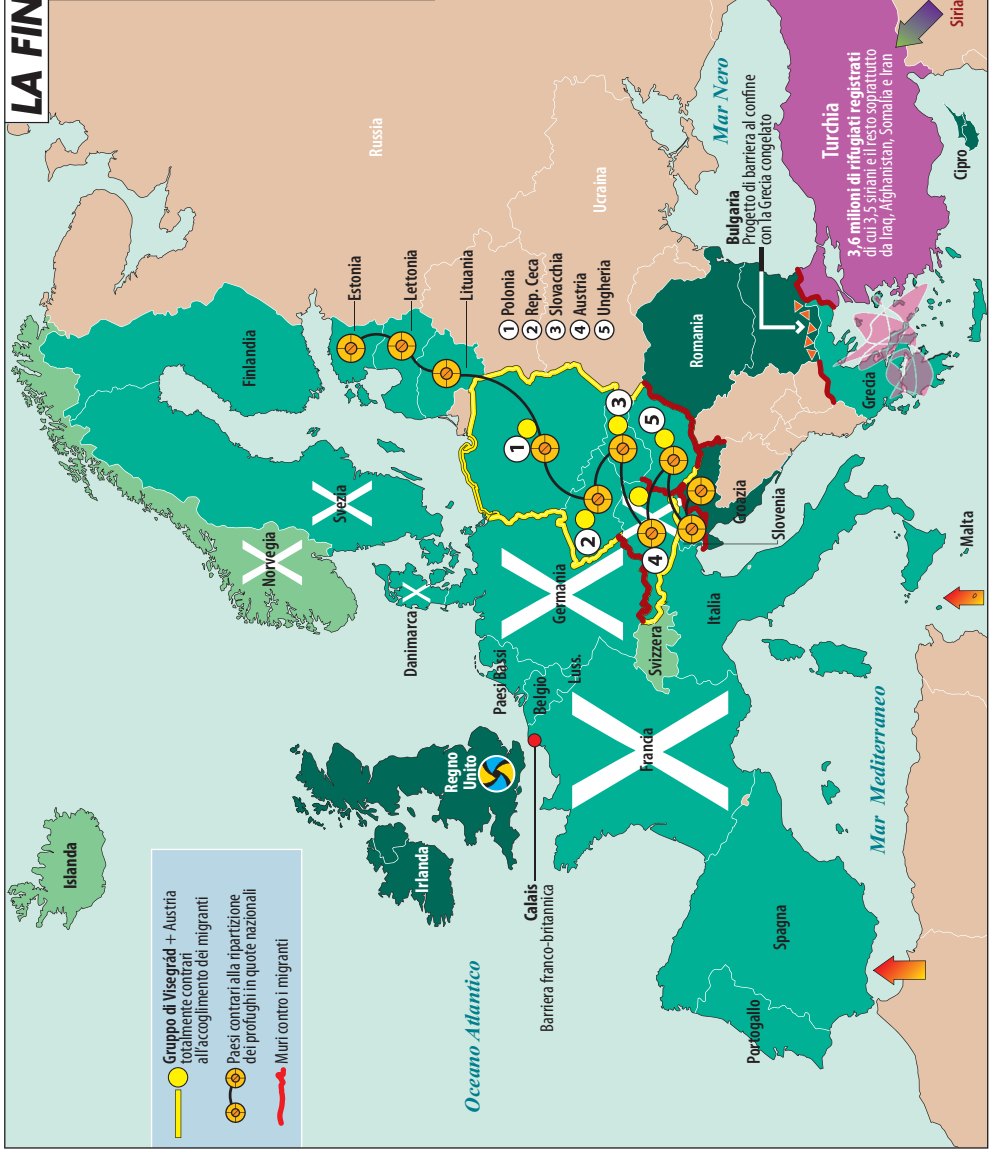 LA FIN
Islanda
Norvegia
Svezia
Finlandia
Russia
Estonia
Lettonia
Lituania
Danimarca
Regno
Unito
Irlanda
Paesi Bassi
Belgio
Luss.
Germania
Francia
Svizzera
Italia
Spagna
Portogallo
Ucraina
Romania
Croazia
Slovenia
Grecia
Malta
Cipro
Siria
Oceano Atlantico
Mar Mediterraneo
Mar Nero
Calais
Barriera franco-britannica
Bulgaria
Progetto di barriera al confine
con la Grecia congelato
Turchia
3,6 milioni di rifugiati registrati
di cui 3,5 siriani e il resto soprattutto
da Iraq, Afghanistan, Somalia e Iran
1 Polonia
2 Rep. Ceca
3 Slovacchia
4 Austria
5 Ungheria
1
2
3
4
5
Gruppo di Visegrád + Austria
totalmente contrari
all'accoglimento dei migranti
Paesi contrari alla ripartizione
dei profughi in quote nazionali
Muri contro i migranti